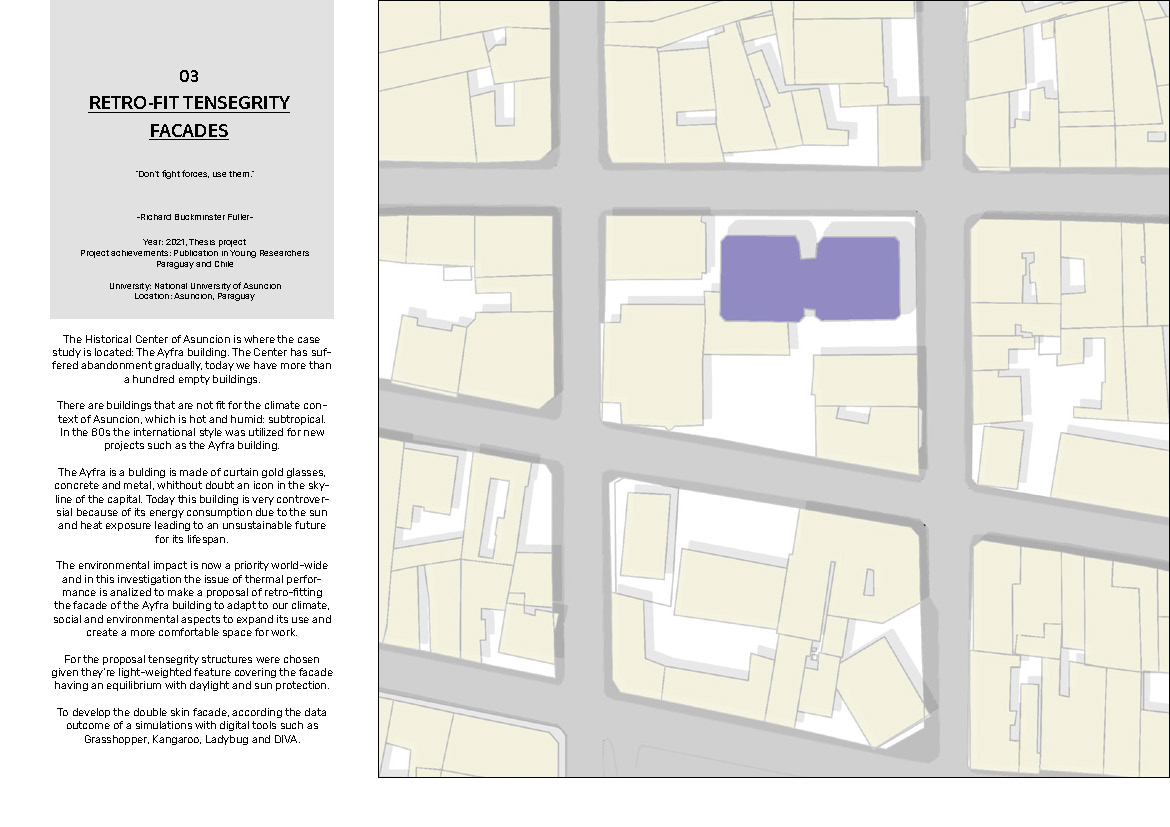 03
RETRO-FIT TENSEGRITY
FACADES
"Don't fight forces, use them."
-Richard Buckminster Fuller-
Year: 2021, Thesis project
Project achievements: Publication in Young Researchers
Paraguay and Chile
University: National University of Asuncion
Location: Asuncion, Paraguay
The Historical Center of Asuncion is where the case
study is located: The Ayfra building. The Center has suf-
fered abandonment gradually, today we have more than
a hundred empty buildings.
There are buildings that are not fit for the climate con-
text of Asuncion, which is hot and humid: subtropical.
In the 80s the international style was utilized for new
projects such as the Ayfra building.
The Ayfra is a bulding is made of curtain gold glasses,
concrete and metal, whithout doubt an icon in the sky-
line of the capital. Today this building is very controver-
sial because of its energy consumption due to the sun
and heat exposure leading to an unsustainable future
for its lifespan.
The environmental impact is now a priority world-wide
and in this investigation the issue of thermal perfor-
mance is analized to make a proposal of retro-fitting
the facade of the Ayfra building to adapt to our climate,
social and environmental aspects to expand its use and
create a more comfortable space for work.
For the proposal tensegrity structures were chosen
given they're light-weighted feature covering the facade
having an equilibrium with daylight and sun protection.
To develop the double skin facade, according the data
outcome of a simulations with digital tools such as
Grasshopper, Kangaroo, Ladybug and DIVA.